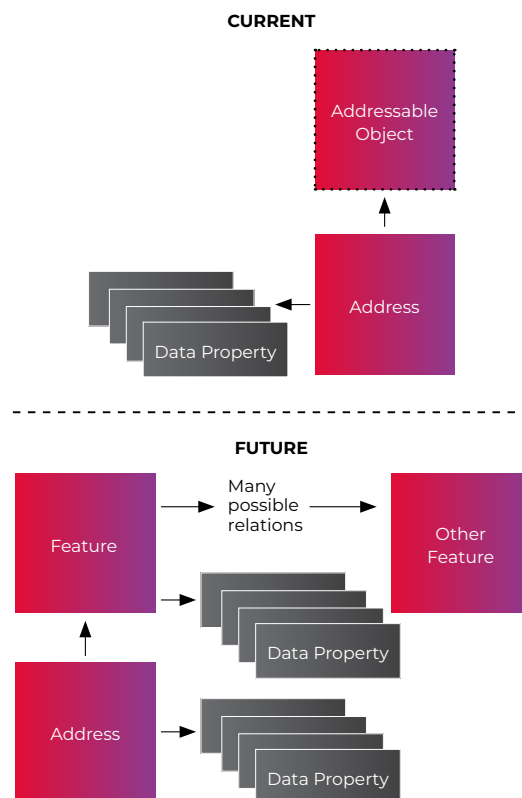 CURRENT
Addressable
Object
Address
Data Property
FUTURE
Feature
Many
possible
relations
Other
Feature
Data Property
Address
Data Property